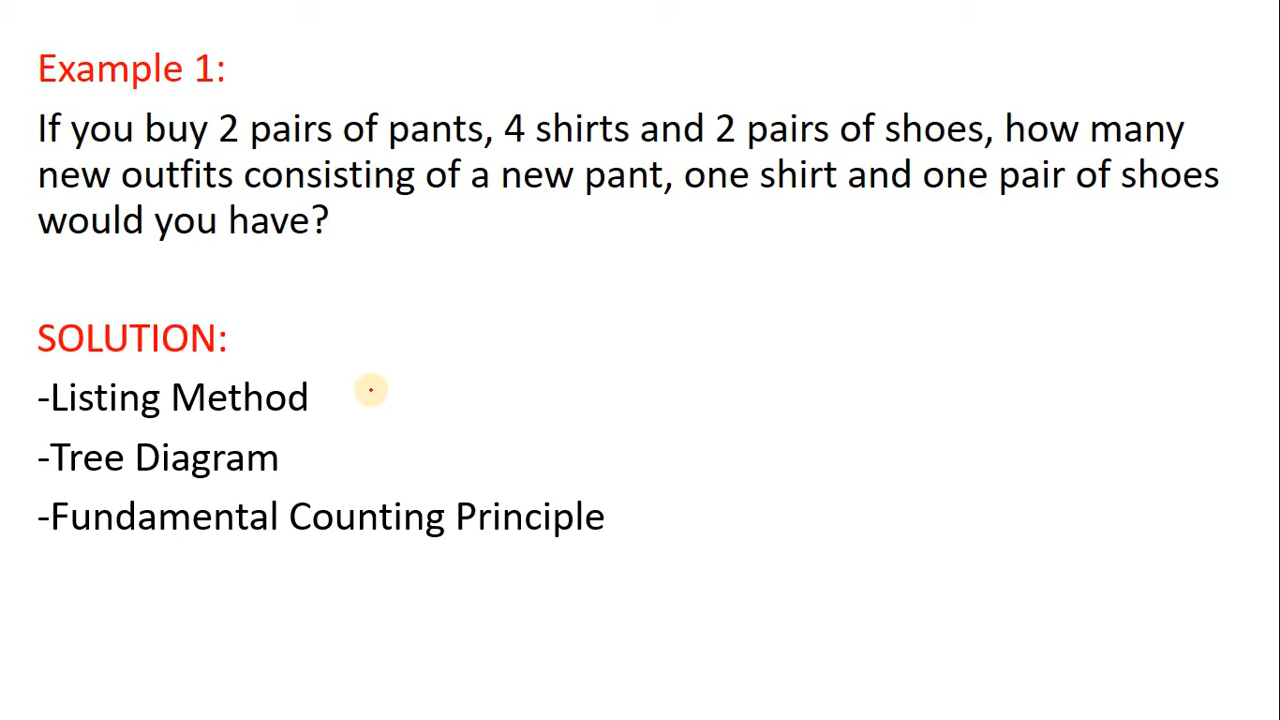 Example 1:
If you buy 2 pairs of pants, 4 shirts and 2 pairs of shoes, how many
new outfits consisting of a new pant, one shirt and one pair of shoes
would you have?
SOLUTION:
-Listing Method
-Tree Diagram
-Fundamental Counting Principle